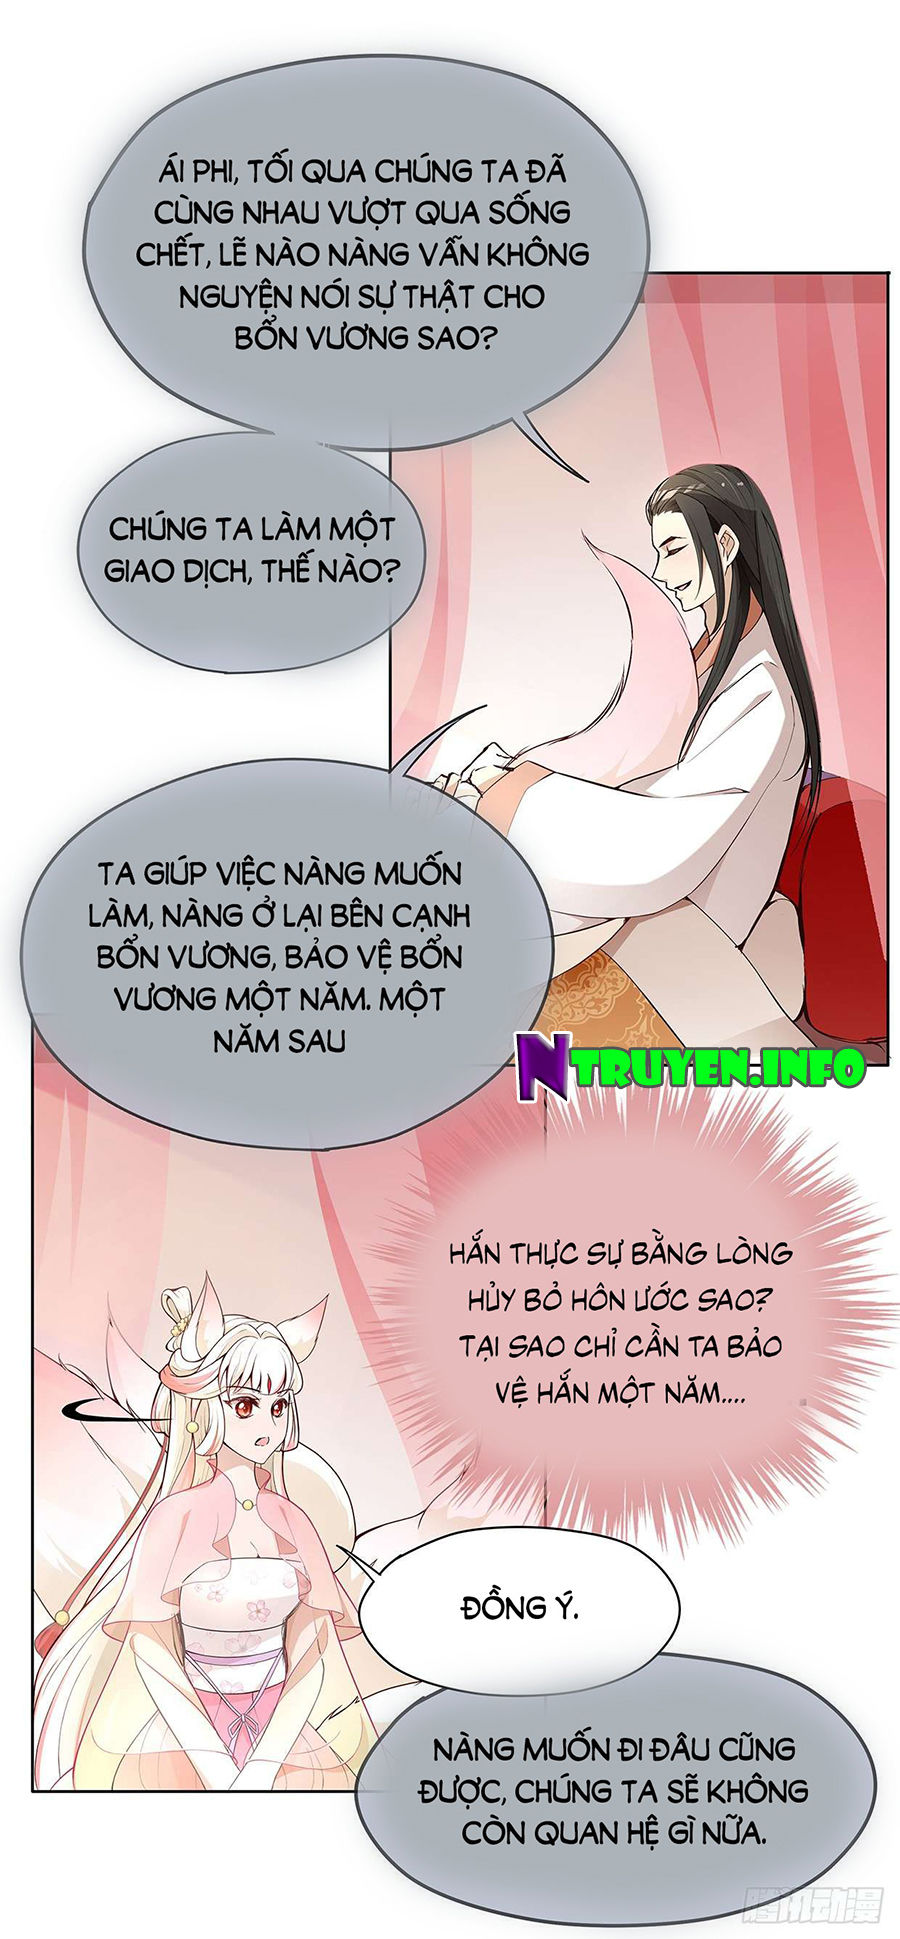 ÁI PHI, TỐI QUA CHÚNG TA ĐÃ
CÙNG NHAU VƯỢT QUA SỐNG
CHẾT, LẼ NÀO NÀNG VẪN KHÔNG
NGUYỆN NÓI SỰ THẬT CHO
BỔN VƯƠNG SAO?
CHÚNG TA LÀM MỘT
GIAO DỊCH, THẾ NÀO?
TA GIÚP VIỆC NÀNG MUỐN
LÀM, NÀNG Ở LẠI BÊN CẠNH
BỔN VƯƠNG, BẢO VỆ BỔN
VƯƠNG MỘT NĂM. MỘT
NĂM SAU
NTRUYEN.INFO
HẮN THỰC SỰ BẰNG LÒNG
HỦY BỎ HÔN ƯỚC SAO?
TẠI SAO CHỈ CẦN TA BẢO
VỆ HẮN MỘT NĂM....
ĐỒNG Ý.
NÀNG MUỐN ĐI ĐÂU CŨNG
ĐƯỢC, CHÚNG TA SẼ KHÔNG
CÒN QUAN HỆ GÌ NỮA.
腾讯动漫